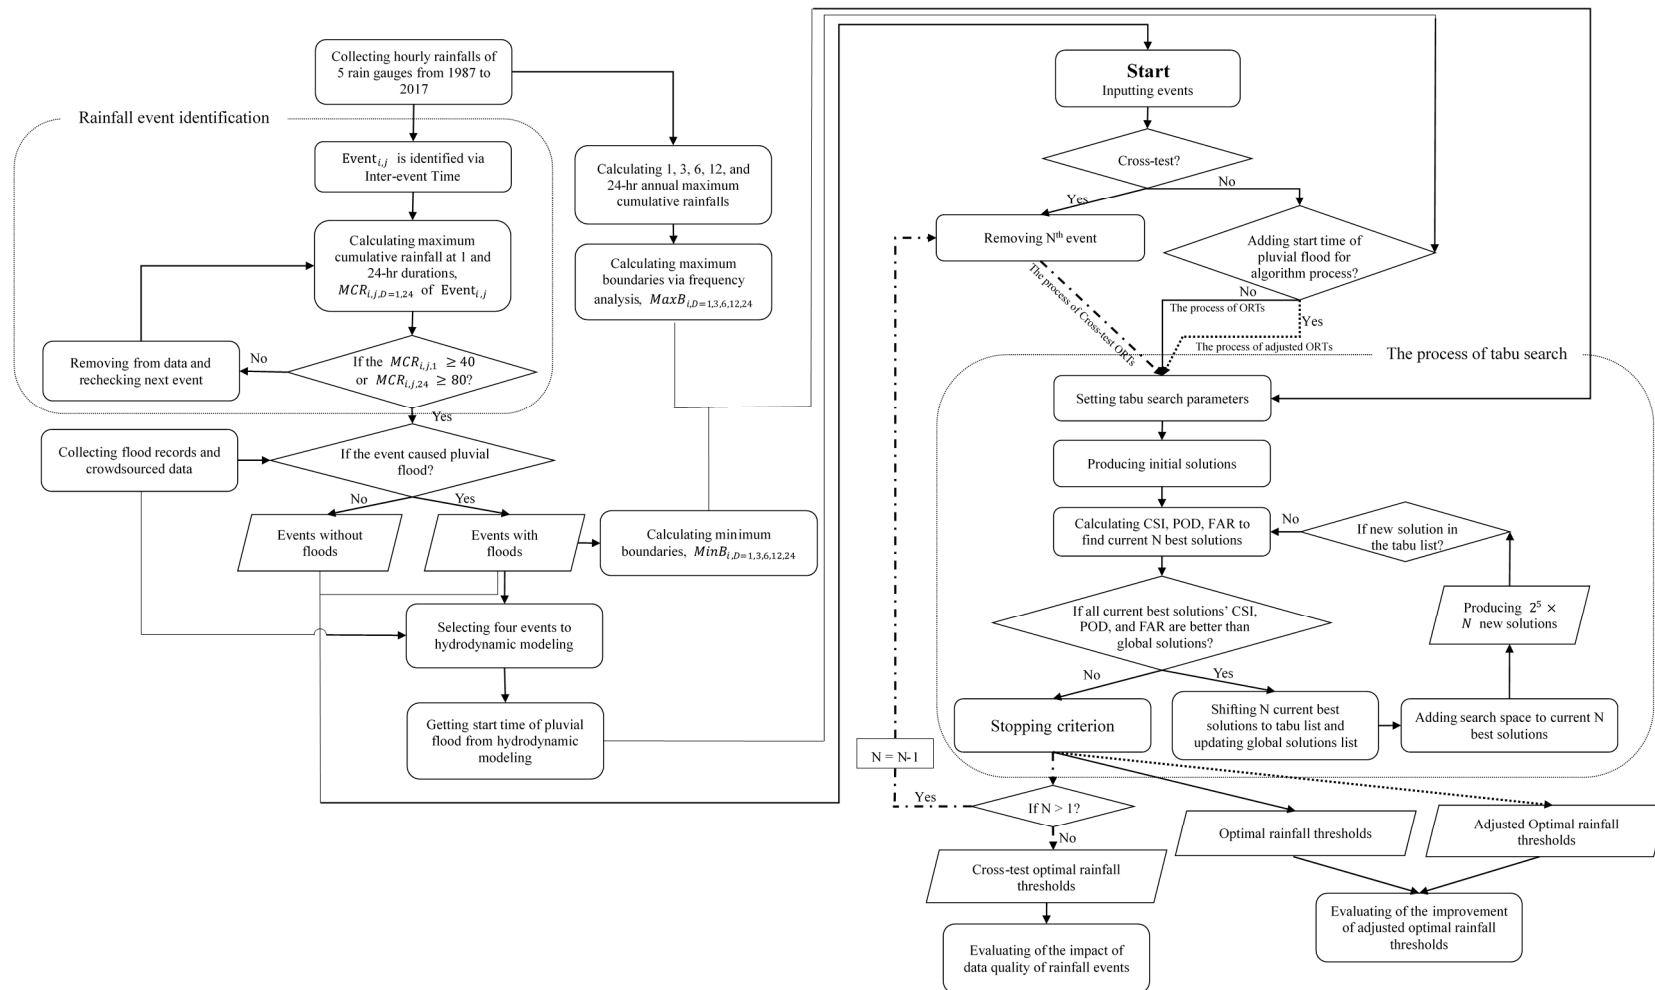 Collecting hourly rainfalls of
5 rain gauges from 1987 to
2017
Rainfall event identification
Event_{i,j} is identified via
Inter-event Time
Calculating maximum
cumulative rainfall at 1 and
24-hr durations,
MCR_{i,j,D=1,24} of Event_{i,j}
Removing from data and
rechecking next event
No
If the MCR_{i,j,1} ≥ 40
or MCR_{i,j,24} ≥ 80?
Yes
Calculating 1, 3, 6, 12, and
24-hr annual maximum
cumulative rainfalls
Calculating maximum
boundaries via frequency
analysis, MaxB_{i,D=1,3,6,12,24}
Collecting flood records and
crowdsourced data
If the event caused pluvial
flood?
No
Yes
Events without
floods
Events with
floods
Calculating minimum
boundaries, MinB_{i,D=1,3,6,12,24}
Selecting four events to
hydrodynamic modeling
Getting start time of pluvial
flood from hydrodynamic
modeling
Start
Inputting events
Cross-test?
Yes
No
Removing Nth event
Adding start time of
pluvial flood for
algorithm process?
No
Yes
The process of Cross-test ORTs
The process of ORTs
The process of adjusted ORTs
The process of tabu search
Setting tabu search parameters
Producing initial solutions
Calculating CSI, POD, FAR to
find current N best solutions
No
If new solution in
the tabu list?
If all current best solutions' CSI,
POD, and FAR are better than
global solutions?
Producing 2^5 ×
N new solutions
No
Yes
Stopping criterion
Shifting N current best
solutions to tabu list and
updating global solutions list
Adding search space to current N
best solutions
N = N-1
Yes
If N > 1?
No
Optimal rainfall thresholds
Adjusted Optimal rainfall
thresholds
Cross-test optimal rainfall
thresholds
Evaluating of the improvement
of adjusted optimal rainfall
thresholds
Evaluating of the impact of
data quality of rainfall events